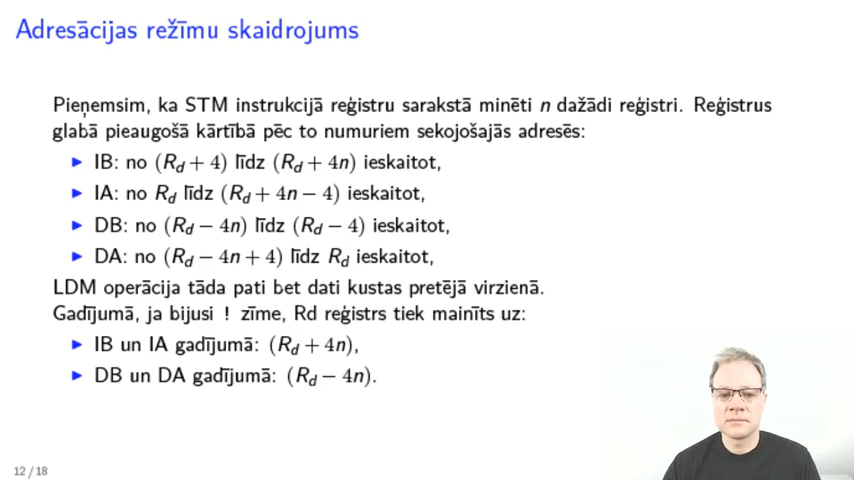 Adresācijas režīmu skaidrojums
Pieņemsim, ka STM instrukcijā reģistru sarakstā minēti n dažādi reģistri. Reģistrus
glabā pieaugošā kārtībā pēc to numuriem sekojošajās adresēs:
▶ IB: no (Rd + 4) līdz (Rd + 4n) ieskaitot,
▶ IA: no Rd līdz (Rd + 4n − 4) ieskaitot,
▶ DB: no (Rd − 4n) līdz (Rd − 4) ieskaitot,
▶ DA: no (Rd − 4n + 4) līdz Rd ieskaitot,
LDM operācija tāda pati bet dati kustas pretējā virzienā.
Gadījumā, ja bijusi ! zīme, Rd reģistrs tiek mainīts uz:
▶ IB un IA gadījumā: (Rd + 4n),
▶ DB un DA gadījumā: (Rd − 4n).
12 / 18